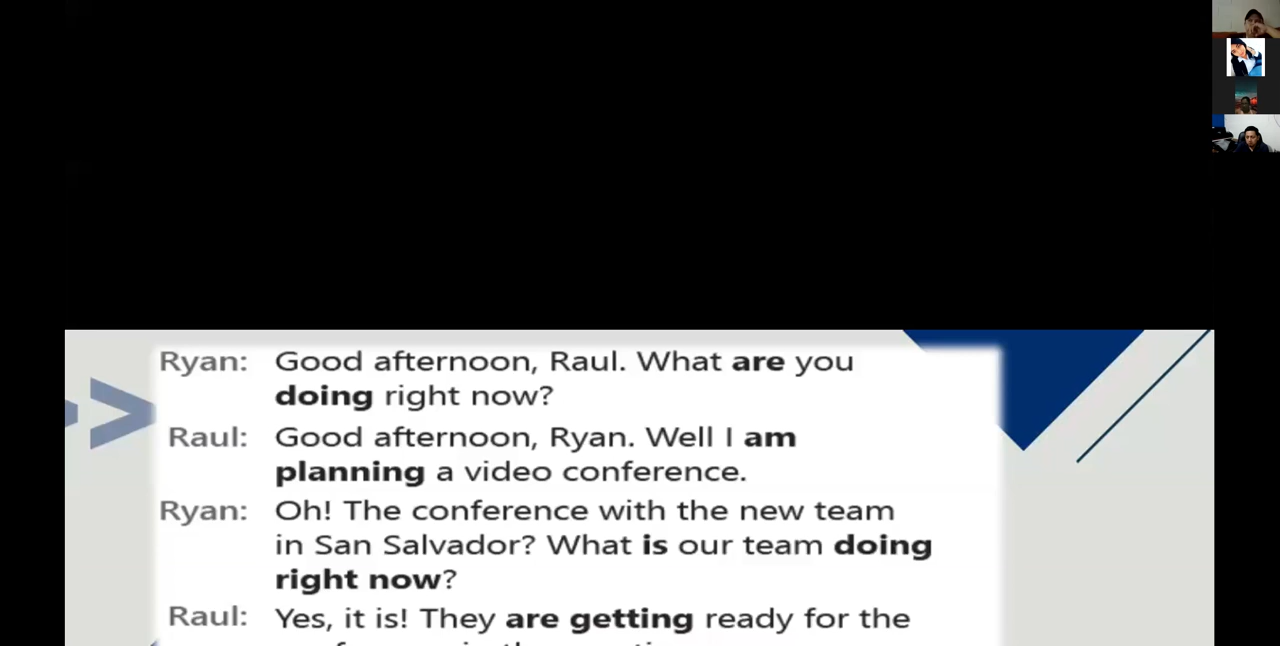 Ryan: Good afternoon, Raul. What are you
doing right now?
Raul: Good afternoon, Ryan. Well I am
planning a video conference.
Ryan: Oh! The conference with the new team
in San Salvador? What is our team doing
right now?
Raul: Yes, it is! They are getting ready for the